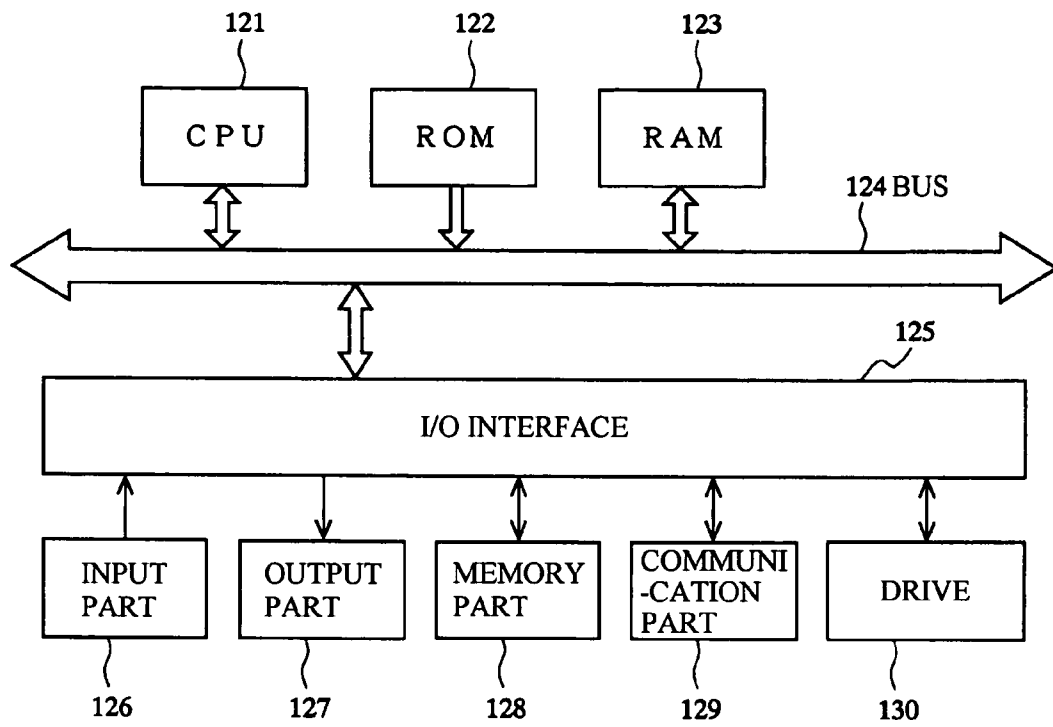 121
122
123
CPU
ROM
RAM
124 BUS
125
I/O INTERFACE
INPUT
PART
OUTPUT
PART
MEMORY
PART
COMMUNI
-CATION
PART
DRIVE
126
127
128
129
130